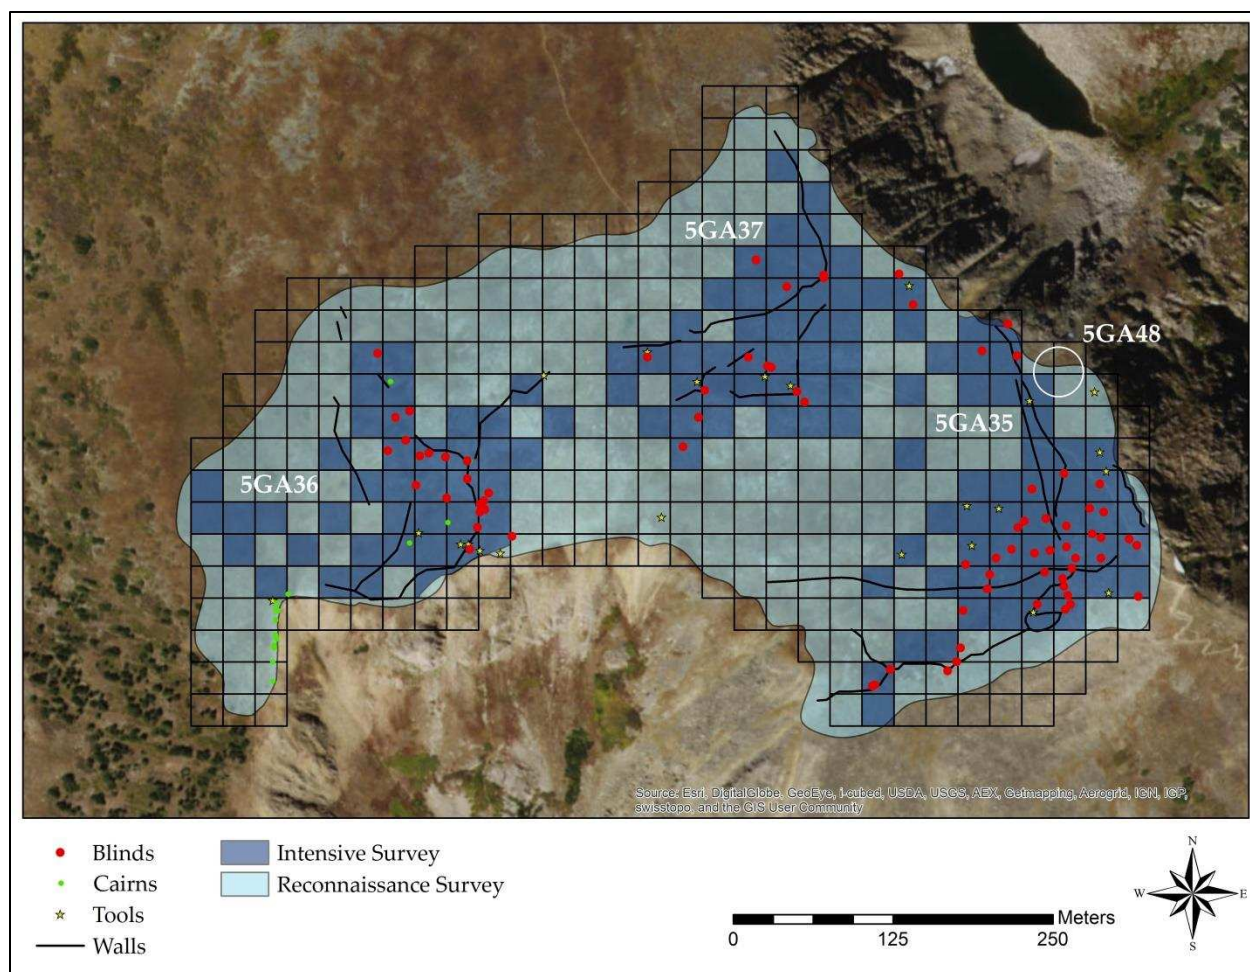 5GA37
5GA48
5GA35
5GA36
Source: Esri, DigitalGlobe, GeoEye, i-cubed, USDA, USGS, AEX, Getmapping, Aerogrid, IGN, IGP,
swisstopo, and the GIS User Community
Blinds
Cairns
Tools
Walls
Intensive Survey
Reconnaissance Survey
Meters
0 125 250
N
W E
S